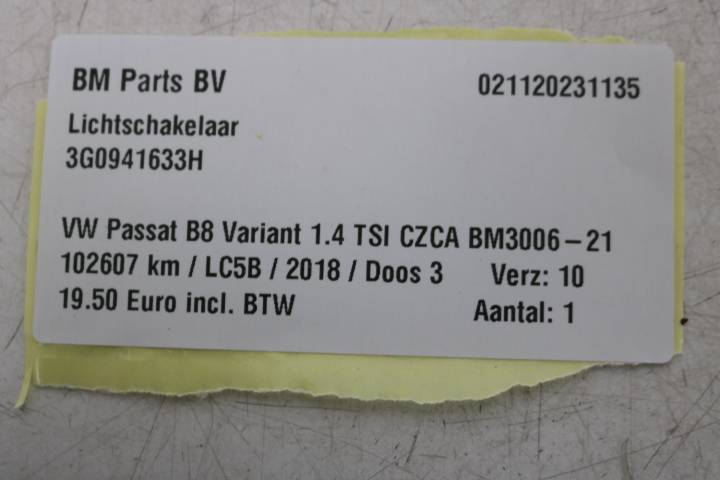 BM Parts BV 021120231135
Lichtschakelaar
3G0941633H
VW Passat B8 Variant 1.4 TSI CZCA BM3006-21
102607 km / LC5B / 2018 / Doos 3 Verz: 10
19.50 Euro incl. BTW Aantal: 1